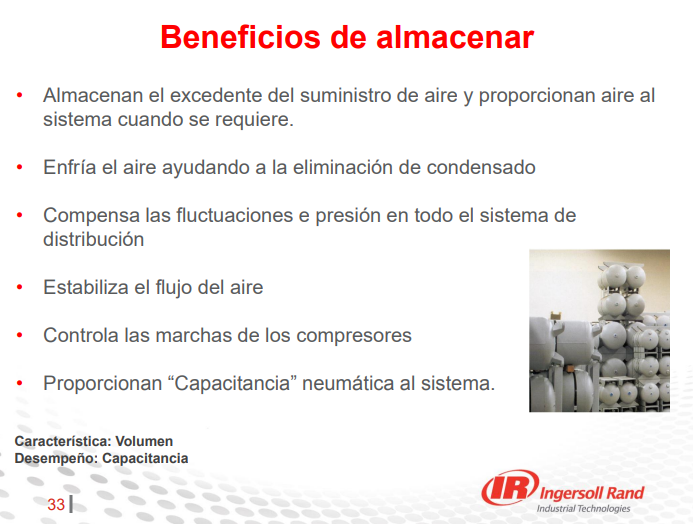 Beneficios de almacenar
• Almacenan el excedente del suministro de aire y proporcionan aire al
sistema cuando se requiere.
• Enfría el aire ayudando a la eliminación de condensado
• Compensa las fluctuaciones e presión en todo el sistema de
distribución
• Estabiliza el flujo del aire
• Controla las marchas de los compresores
• Proporcionan “Capacitancia” neumática al sistema.
Característica: Volumen
Desempeño: Capacitancia
33
IR Ingersoll Rand
Industrial Technologies